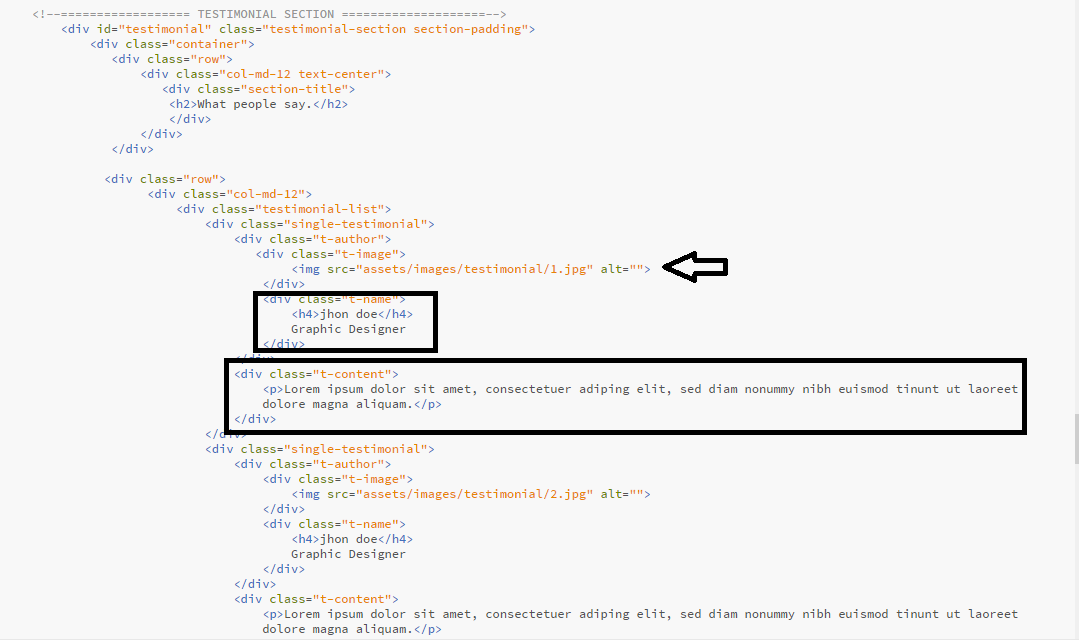 <!--================== TESTIMONIAL SECTION ====================-->
<div id="testimonial" class="testimonial-section section-padding">
<div class="container">
<div class="row">
<div class="col-md-12 text-center">
<div class="section-title">
<h2>What people say.</h2>
</div>
</div>
</div>
<div class="row">
<div class="col-md-12">
<div class="testimonial-list">
<div class="single-testimonial">
<div class="t-author">
<div class="t-image">
<img src="assets/images/testimonial/1.jpg" alt="">
</div>
<div class="t-name">
<h4>jhon doe</h4>
Graphic Designer
</div>
</div>
<div class="t-content">
<p>Lorem ipsum dolor sit amet, consectetuer adiping elit, sed diam nonummy nibh euismod tinunt ut laoreet
dolore magna aliquam.</p>
</div>
</div>
<div class="single-testimonial">
<div class="t-author">
<div class="t-image">
<img src="assets/images/testimonial/2.jpg" alt="">
</div>
<div class="t-name">
<h4>jhon doe</h4>
Graphic Designer
</div>
</div>
<div class="t-content">
<p>Lorem ipsum dolor sit amet, consectetuer adiping elit, sed diam nonummy nibh euismod tinunt ut laoreet
dolore magna aliquam.</p>